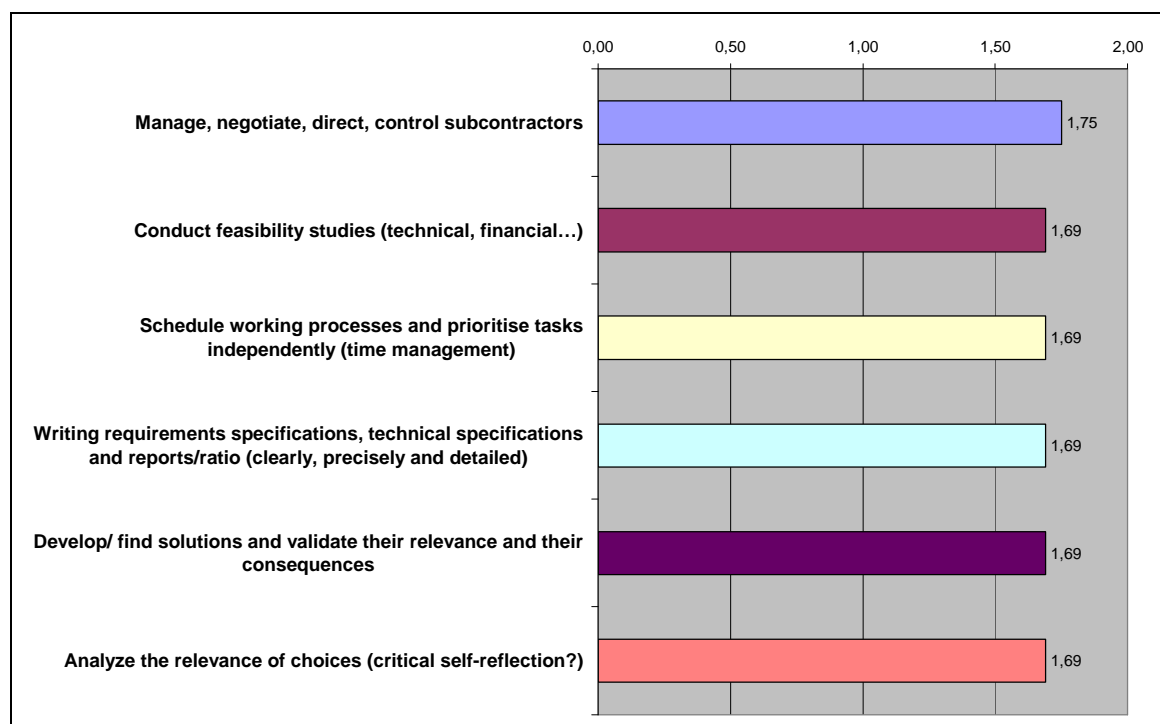 0,00 0,50 1,00 1,50 2,00
Manage, negotiate, direct, control subcontractors 1,75
Conduct feasibility studies (technical, financial…) 1,69
Schedule working processes and prioritise tasks
independently (time management) 1,69
Writing requirements specifications, technical specifications
and reports/ratio (clearly, precisely and detailed) 1,69
Develop/ find solutions and validate their relevance and their
consequences 1,69
Analyze the relevance of choices (critical self-reflection?) 1,69